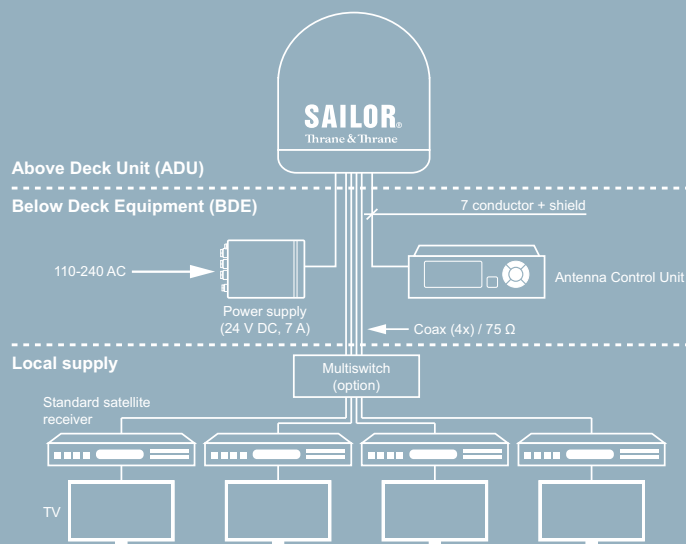 SAILOR®
Thrane & Thrane
Above Deck Unit (ADU)
Below Deck Equipment (BDE)
7 conductor + shield
110-240 AC
Antenna Control Unit
Power supply
(24 V DC, 7 A)
Coax (4x) / 75 Ω
Local supply
Multiswitch
(option)
Standard satellite
receiver
TV